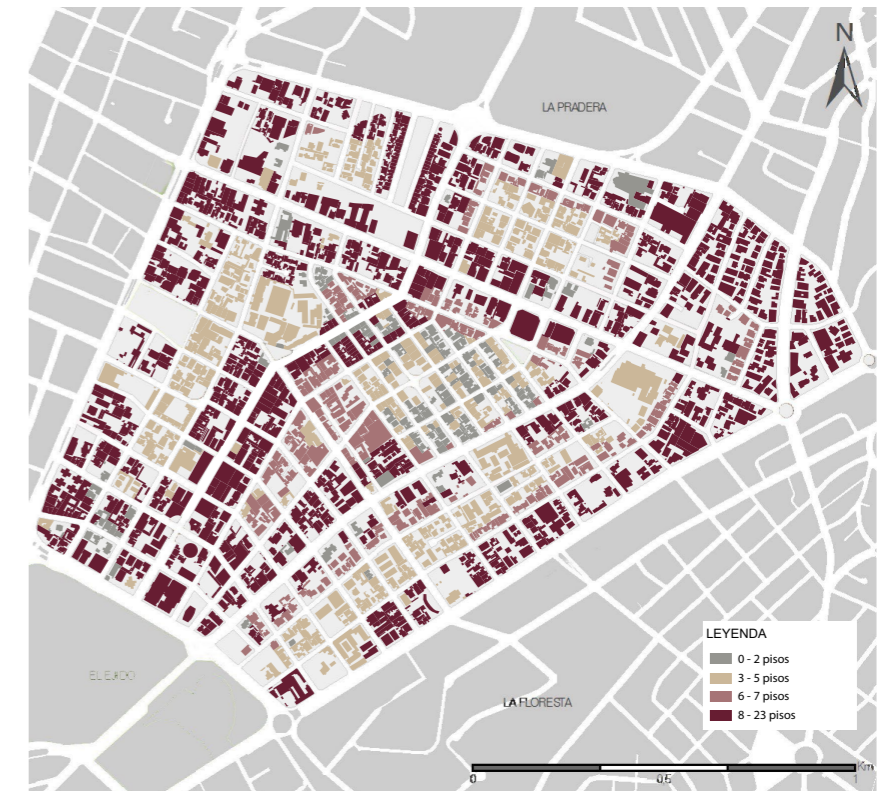 N
LA PRADERA
LEYENDA
0 - 2 pisos
3 - 5 pisos
6 - 7 pisos
8 - 23 pisos
EL EJIDO
LA FLORESTA
Km
0
0.5
1